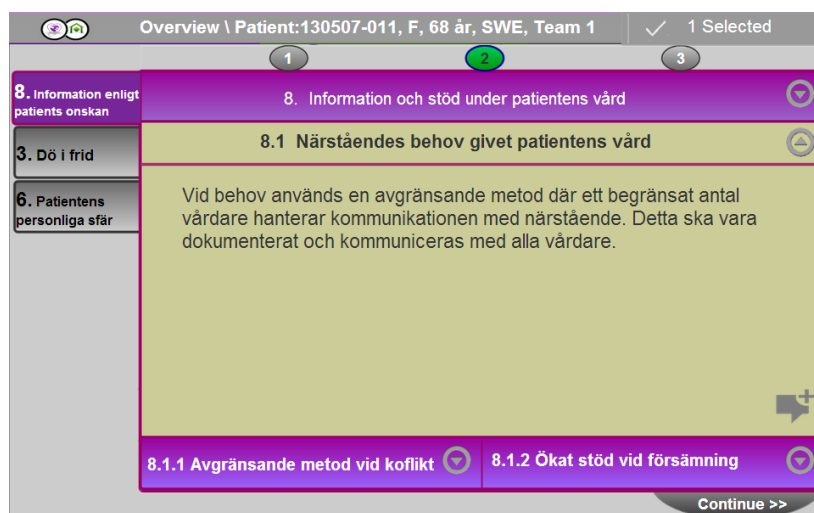 Overview \ Patient:130507-011, F, 68 år, SWE, Team 1
1 Selected
1
2
3
8. Information enligt
patients onskan
3. Dö i frid
6. Patientens
personliga sfär
8. Information och stöd under patientens vård
8.1 Närståendes behov givet patientens vård
Vid behov används en avgränsande metod där ett begränsat antal
vårdare hanterar kommunikationen med närstående. Detta ska vara
dokumenterat och kommuniceras med alla vårdare.
8.1.1 Avgränsande metod vid koflikt
8.1.2 Ökat stöd vid försämning
Continue >>